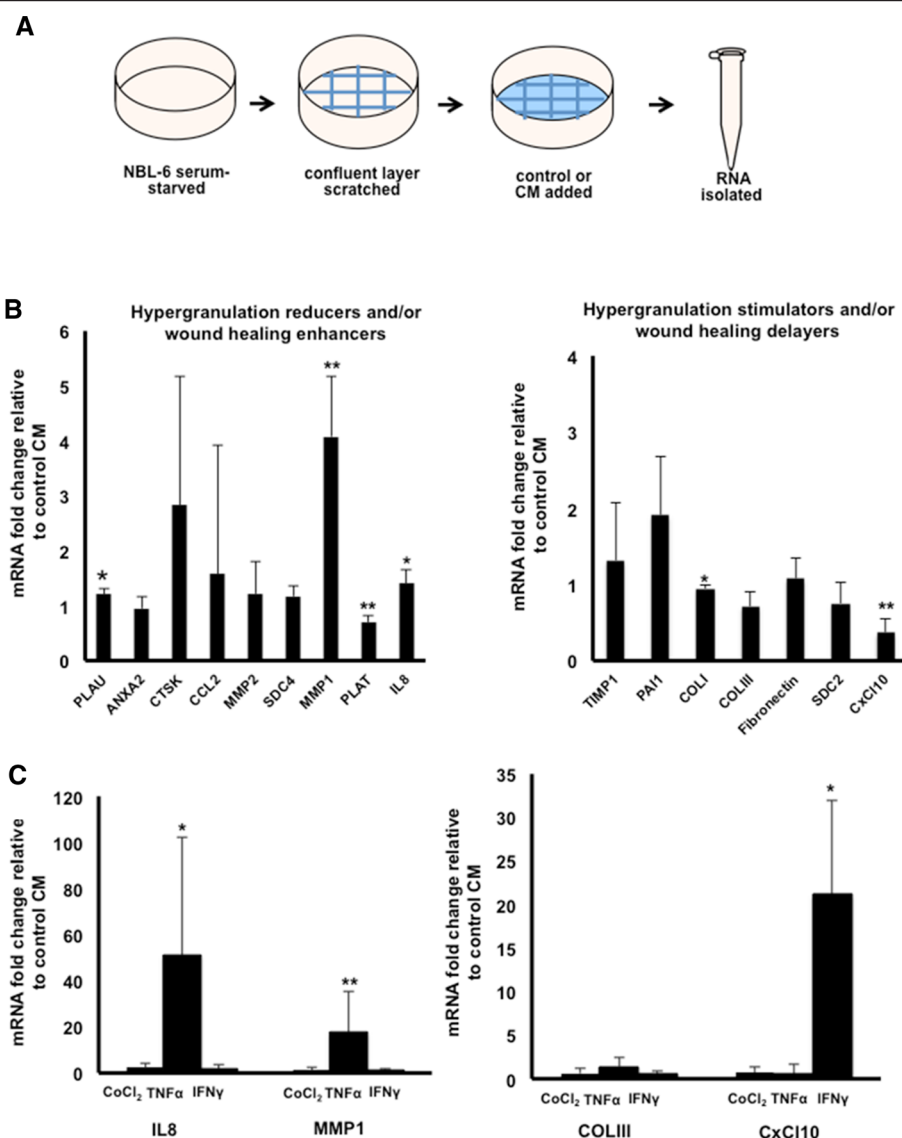 A
NBL-6 serum-
starved
confluent layer
scratched
control or
CM added
RNA
isolated
B
Hypergranulation reducers and/or
wound healing enhancers
mRNA fold change relative
to control CM
6
5
4
3
2
1
0
*
**
**
*
PLAU
ANXA2
CTSK
CCL2
MMP2
SDC4
MMP1
PLAT
IL8
Hypergranulation stimulators and/or
wound healing delayers
mRNA fold change relative
to control CM
4
3
2
1
0
*
**
TIMP1
PAI1
COLI
COLIII
Fibronectin
SDC2
CxCl10
C
mRNA fold change relative
to control CM
120
100
80
60
40
20
0
*
**
CoCl₂ TNFα IFNγ
CoCl₂ TNFα IFNγ
IL8
MMP1
mRNA fold change relative
to control CM
35
30
25
20
15
10
5
0
*
CoCl₂ TNFα IFNγ
CoCl₂ TNFα IFNγ
COLIII
CxCl10